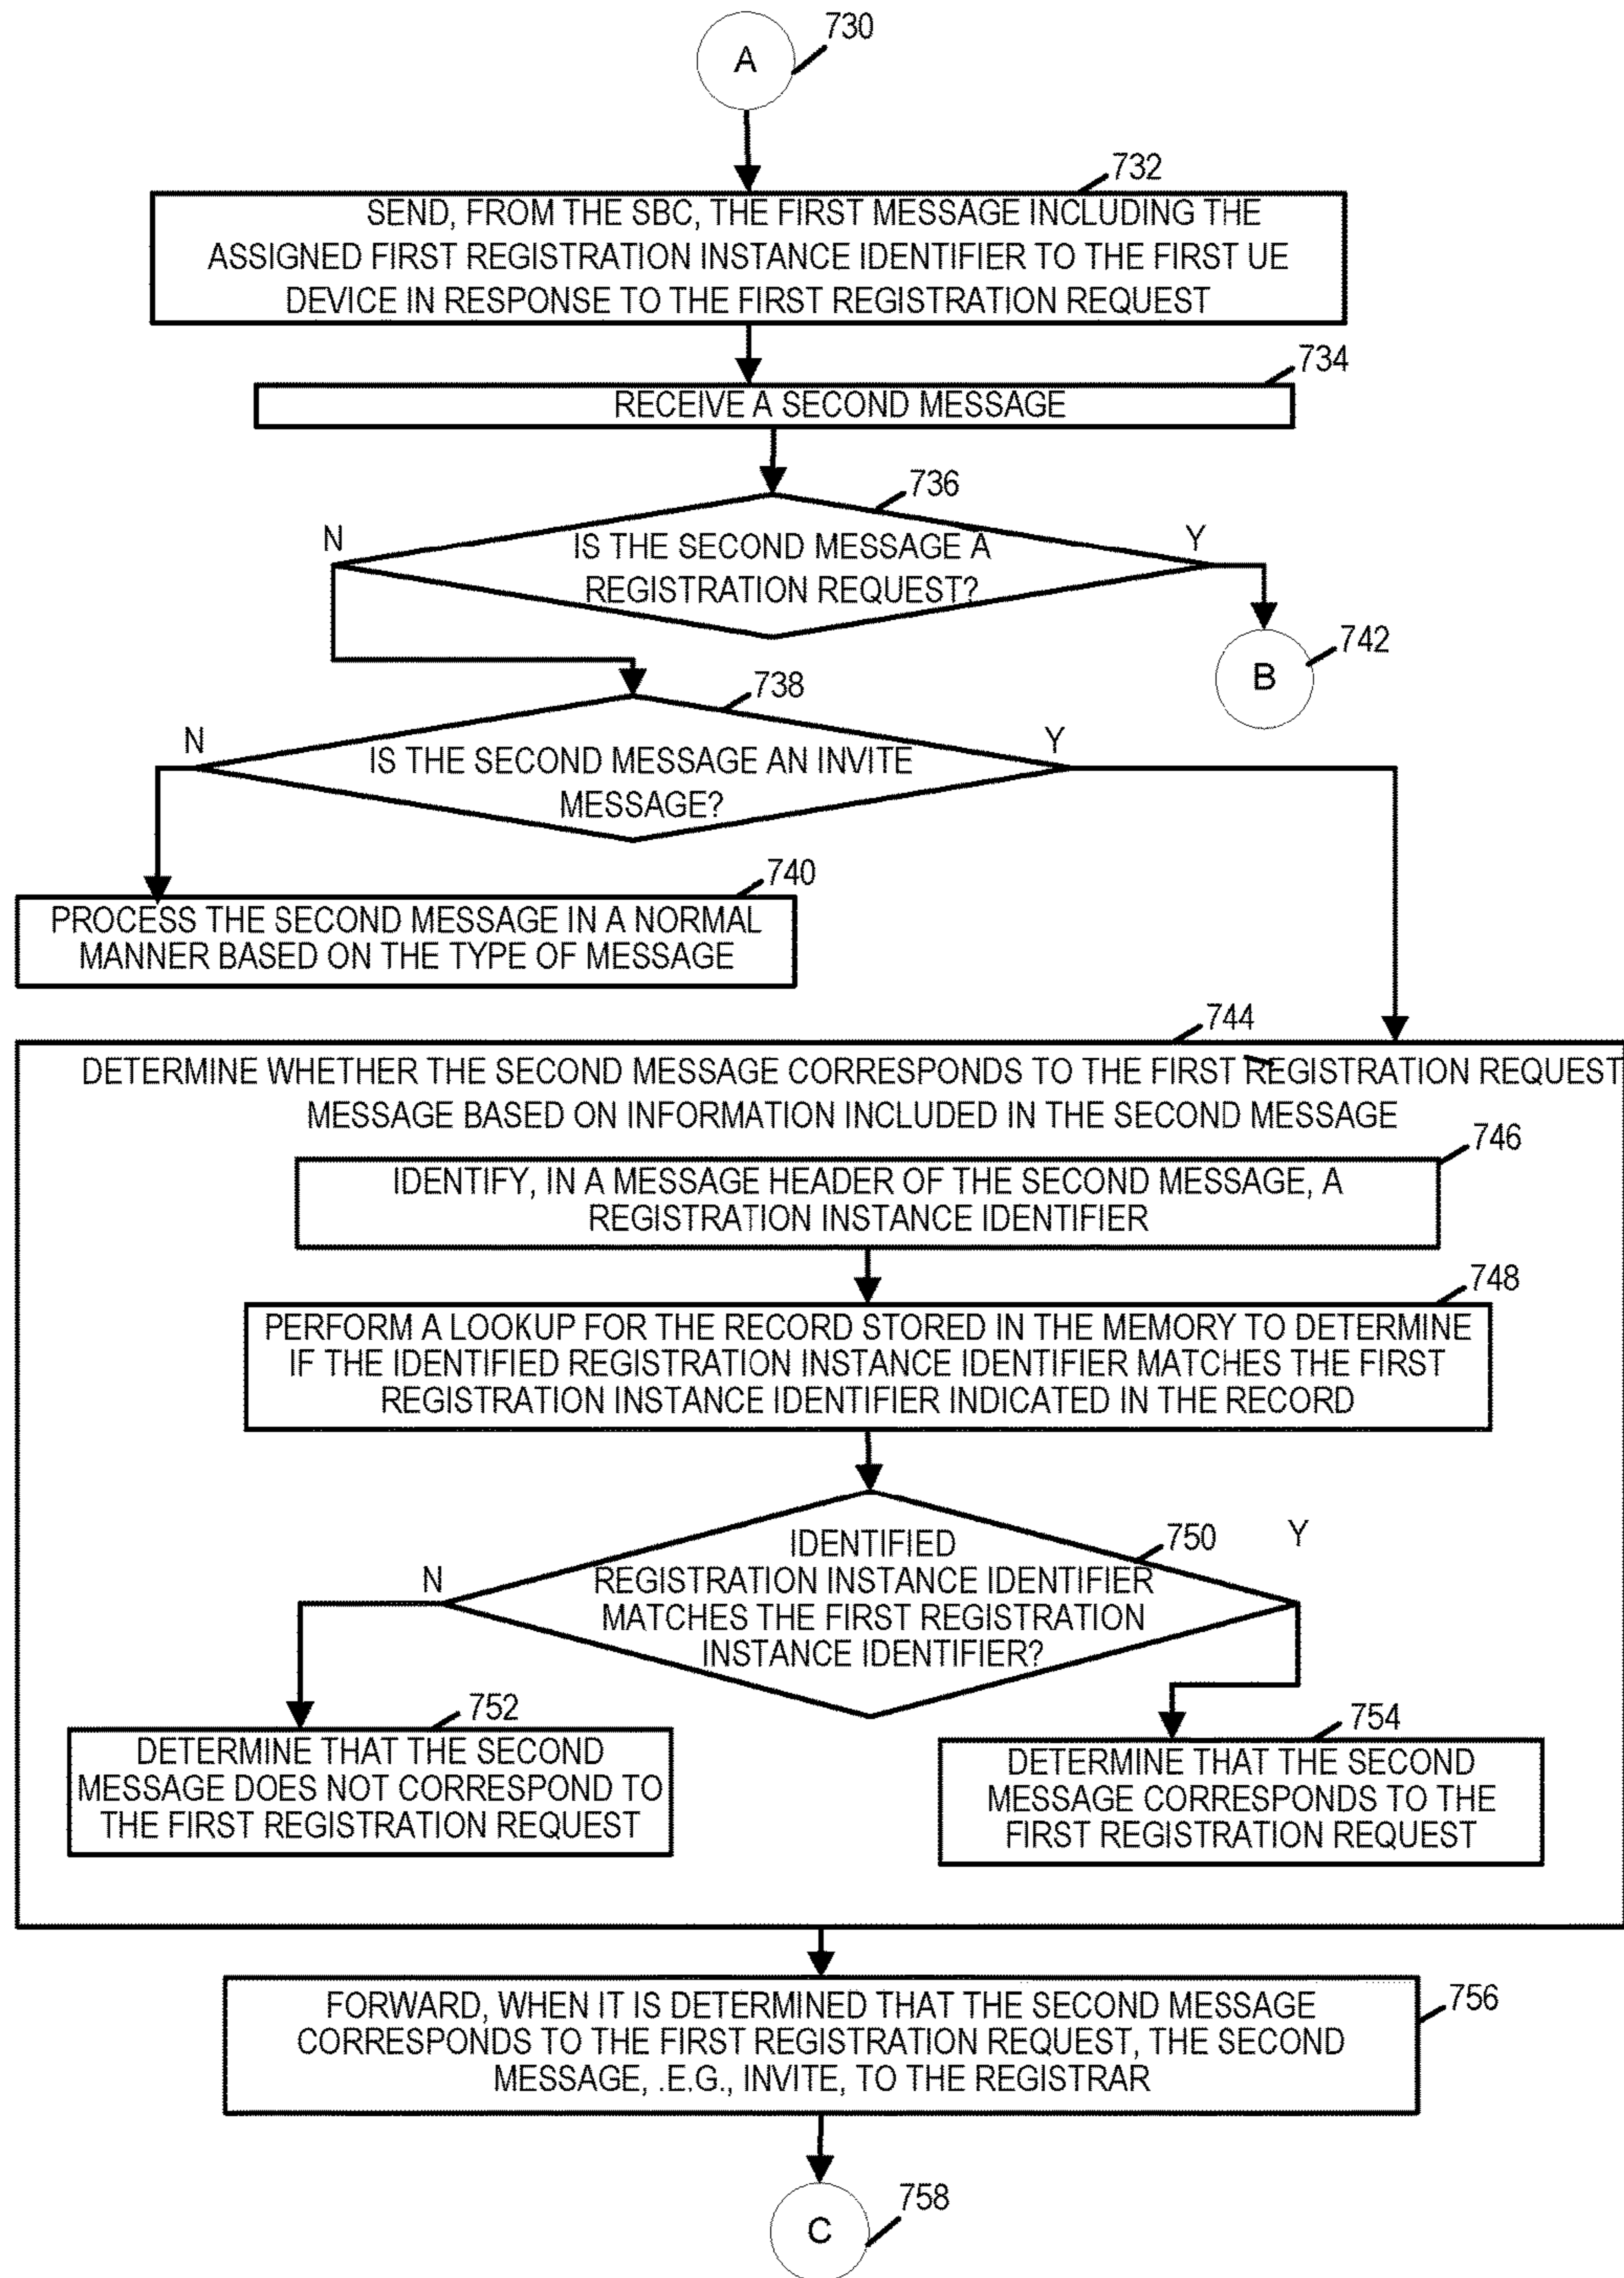 A
730
732
SEND, FROM THE SBC, THE FIRST MESSAGE INCLUDING THE
ASSIGNED FIRST REGISTRATION INSTANCE IDENTIFIER TO THE FIRST UE
DEVICE IN RESPONSE TO THE FIRST REGISTRATION REQUEST
734
RECEIVE A SECOND MESSAGE
736
N
Y
IS THE SECOND MESSAGE A
REGISTRATION REQUEST?
742
B
738
N
Y
IS THE SECOND MESSAGE AN INVITE
MESSAGE?
740
PROCESS THE SECOND MESSAGE IN A NORMAL
MANNER BASED ON THE TYPE OF MESSAGE
744
DETERMINE WHETHER THE SECOND MESSAGE CORRESPONDS TO THE FIRST REGISTRATION REQUEST
MESSAGE BASED ON INFORMATION INCLUDED IN THE SECOND MESSAGE
746
IDENTIFY, IN A MESSAGE HEADER OF THE SECOND MESSAGE, A
REGISTRATION INSTANCE IDENTIFIER
748
PERFORM A LOOKUP FOR THE RECORD STORED IN THE MEMORY TO DETERMINE
IF THE IDENTIFIED REGISTRATION INSTANCE IDENTIFIER MATCHES THE FIRST
REGISTRATION INSTANCE IDENTIFIER INDICATED IN THE RECORD
750
Y
N
IDENTIFIED
REGISTRATION INSTANCE IDENTIFIER
MATCHES THE FIRST REGISTRATION
INSTANCE IDENTIFIER?
752
DETERMINE THAT THE SECOND
MESSAGE DOES NOT CORRESPOND TO
THE FIRST REGISTRATION REQUEST
754
DETERMINE THAT THE SECOND
MESSAGE CORRESPONDS TO THE
FIRST REGISTRATION REQUEST
756
FORWARD, WHEN IT IS DETERMINED THAT THE SECOND MESSAGE
CORRESPONDS TO THE FIRST REGISTRATION REQUEST, THE SECOND
MESSAGE, .E.G., INVITE, TO THE REGISTRAR
758
C